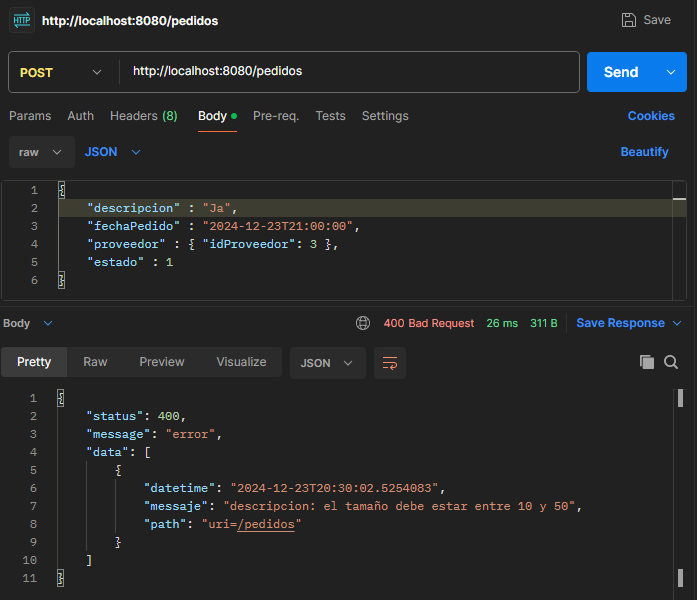 HTTP http://localhost:8080/pedidos Save
POST http://localhost:8080/pedidos Send
Params Auth Headers (8) Body Pre-req. Tests Settings Cookies
raw JSON Beautify
1 {
2 "descripcion" : "Ja",
3 "fechaPedido" : "2024-12-23T21:00:00",
4 "proveedor" : { "idProveedor": 3 },
5 "estado" : 1
6 }
Body 400 Bad Request 26 ms 311 B Save Response
Pretty Raw Preview Visualize JSON
1 {
2 "status": 400,
3 "message": "error",
4 "data": [
5 {
6 "datetime": "2024-12-23T20:30:02.5254083",
7 "messaje": "descripcion: el tamaño debe estar entre 10 y 50",
8 "path": "uri=/pedidos"
9 }
10 ]
11 }